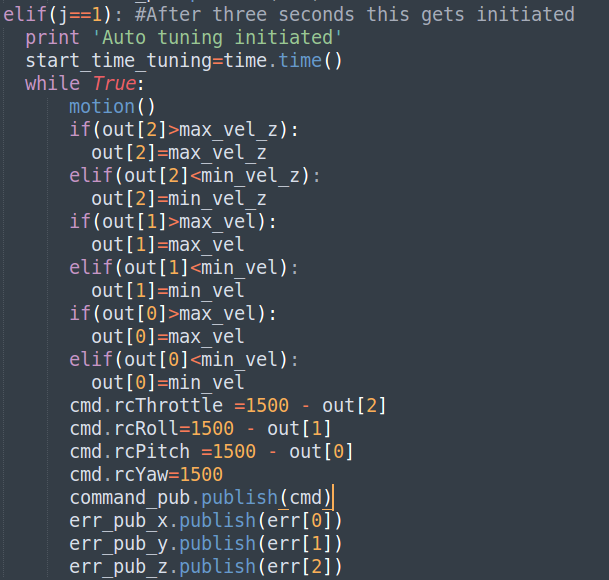 elif(j==1): #After three seconds this gets initiated
print 'Auto tuning initiated'
start_time_tuning=time.time()
while True:
motion()
if(out[2]>max_vel_z):
out[2]=max_vel_z
elif(out[2]<min_vel_z):
out[2]=min_vel_z
if(out[1]>max_vel):
out[1]=max_vel
elif(out[1]<min_vel):
out[1]=min_vel
if(out[0]>max_vel):
out[0]=max_vel
elif(out[0]<min_vel):
out[0]=min_vel
cmd.rcThrottle =1500 - out[2]
cmd.rcRoll=1500 - out[1]
cmd.rcPitch =1500 - out[0]
cmd.rcYaw=1500
command_pub.publish(cmd)
err_pub_x.publish(err[0])
err_pub_y.publish(err[1])
err_pub_z.publish(err[2])